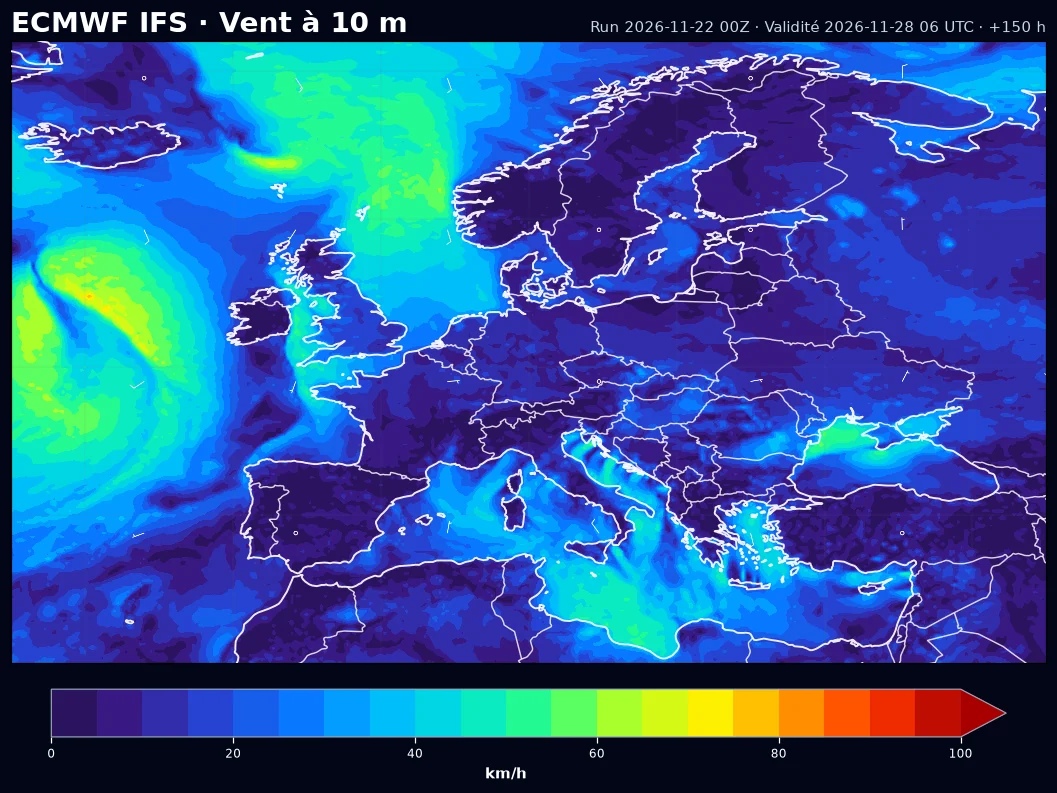 ECMWF IFS · Vent à 10 m
Run 2026-11-22 00Z · Validité 2026-11-28 06 UTC · +150 h
0 20 40 60 80 100
km/h